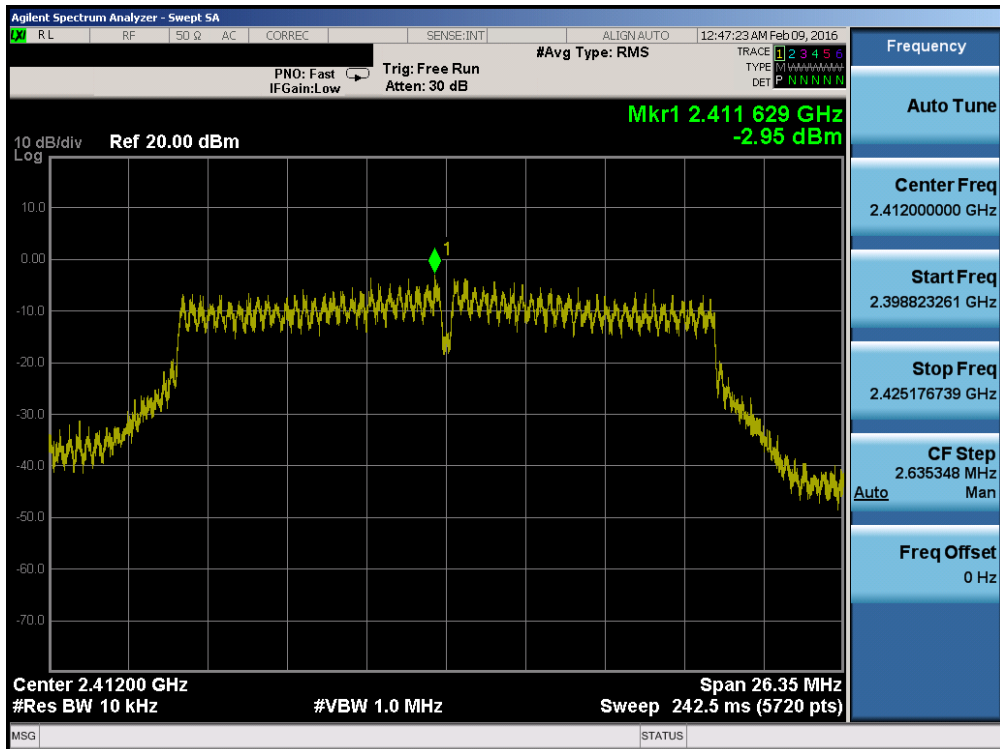 Agilent Spectrum Analyzer - Swept SA
LXI RL RF 50 Ω AC CORREC SENSE:INT ALIGN AUTO 12:47:23 AM Feb 09, 2016
#Avg Type: RMS TRACE 1 2 3 4 5 6
PNO: Fast Trig: Free Run TYPE M WWWWW
IFGain:Low Atten: 30 dB DET P N N N N N
Mkr1 2.411 629 GHz
-2.95 dBm
10 dB/div Ref 20.00 dBm
Log
10.0
1
0.00
-10.0
-20.0
-30.0
-40.0
-50.0
-60.0
-70.0
Center 2.41200 GHz Span 26.35 MHz
#Res BW 10 kHz #VBW 1.0 MHz Sweep 242.5 ms (5720 pts)
MSG STATUS
Frequency
Auto Tune
Center Freq
2.412000000 GHz
Start Freq
2.398823261 GHz
Stop Freq
2.425176739 GHz
CF Step
2.635348 MHz
Auto Man
Freq Offset
0 Hz